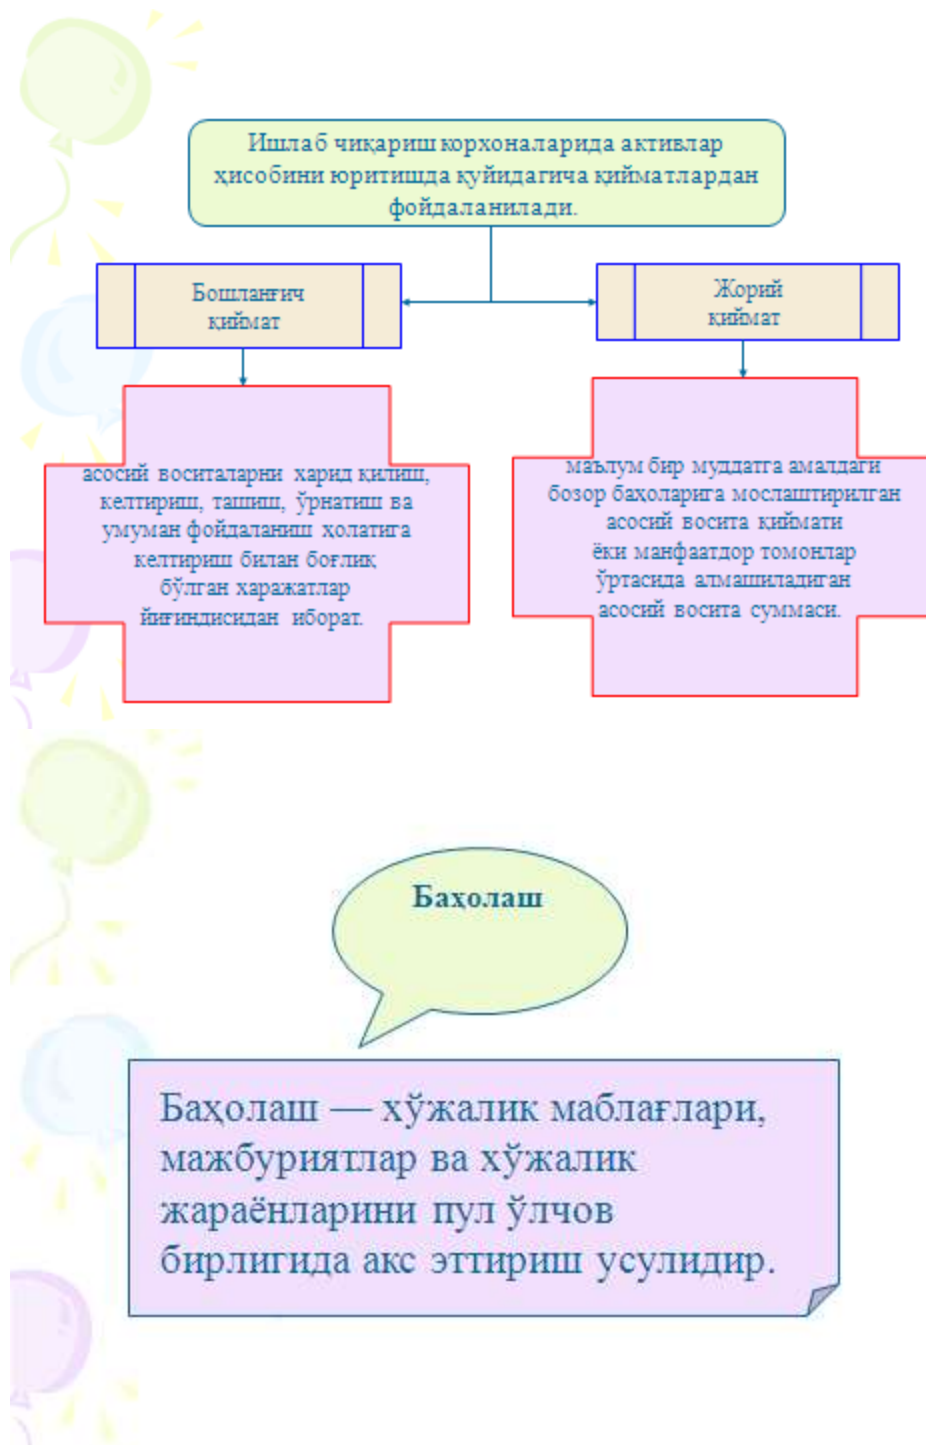 Ишлаб чиқариш корхоналарида активлар
ҳисобини юритишда қуйидагича қийматлардан
фойдаланилади.
Бошланғич
қиймат
Жорий
қиймат
асосий воситаларни харид қилиш,
келтириш, ташиш, ўрнатиш ва
умуман фойдаланиш ҳолатига
келтириш билан боғлиқ
бўлган харажатлар
йиғиндисидан иборат.
маълум бир муддатга амалдаги
бозор баҳоларига мослаштирилган
асосий восита қиймати
ёки манфаатдор томонлар
ўртасида алмашиладиган
асосий восита суммаси.
Баҳолаш
Баҳолаш — хўжалик маблағлари,
мажбуриятлар ва хўжалик
жараёнларини пул ўлчов
бирлигида акс эттириш усулидир.